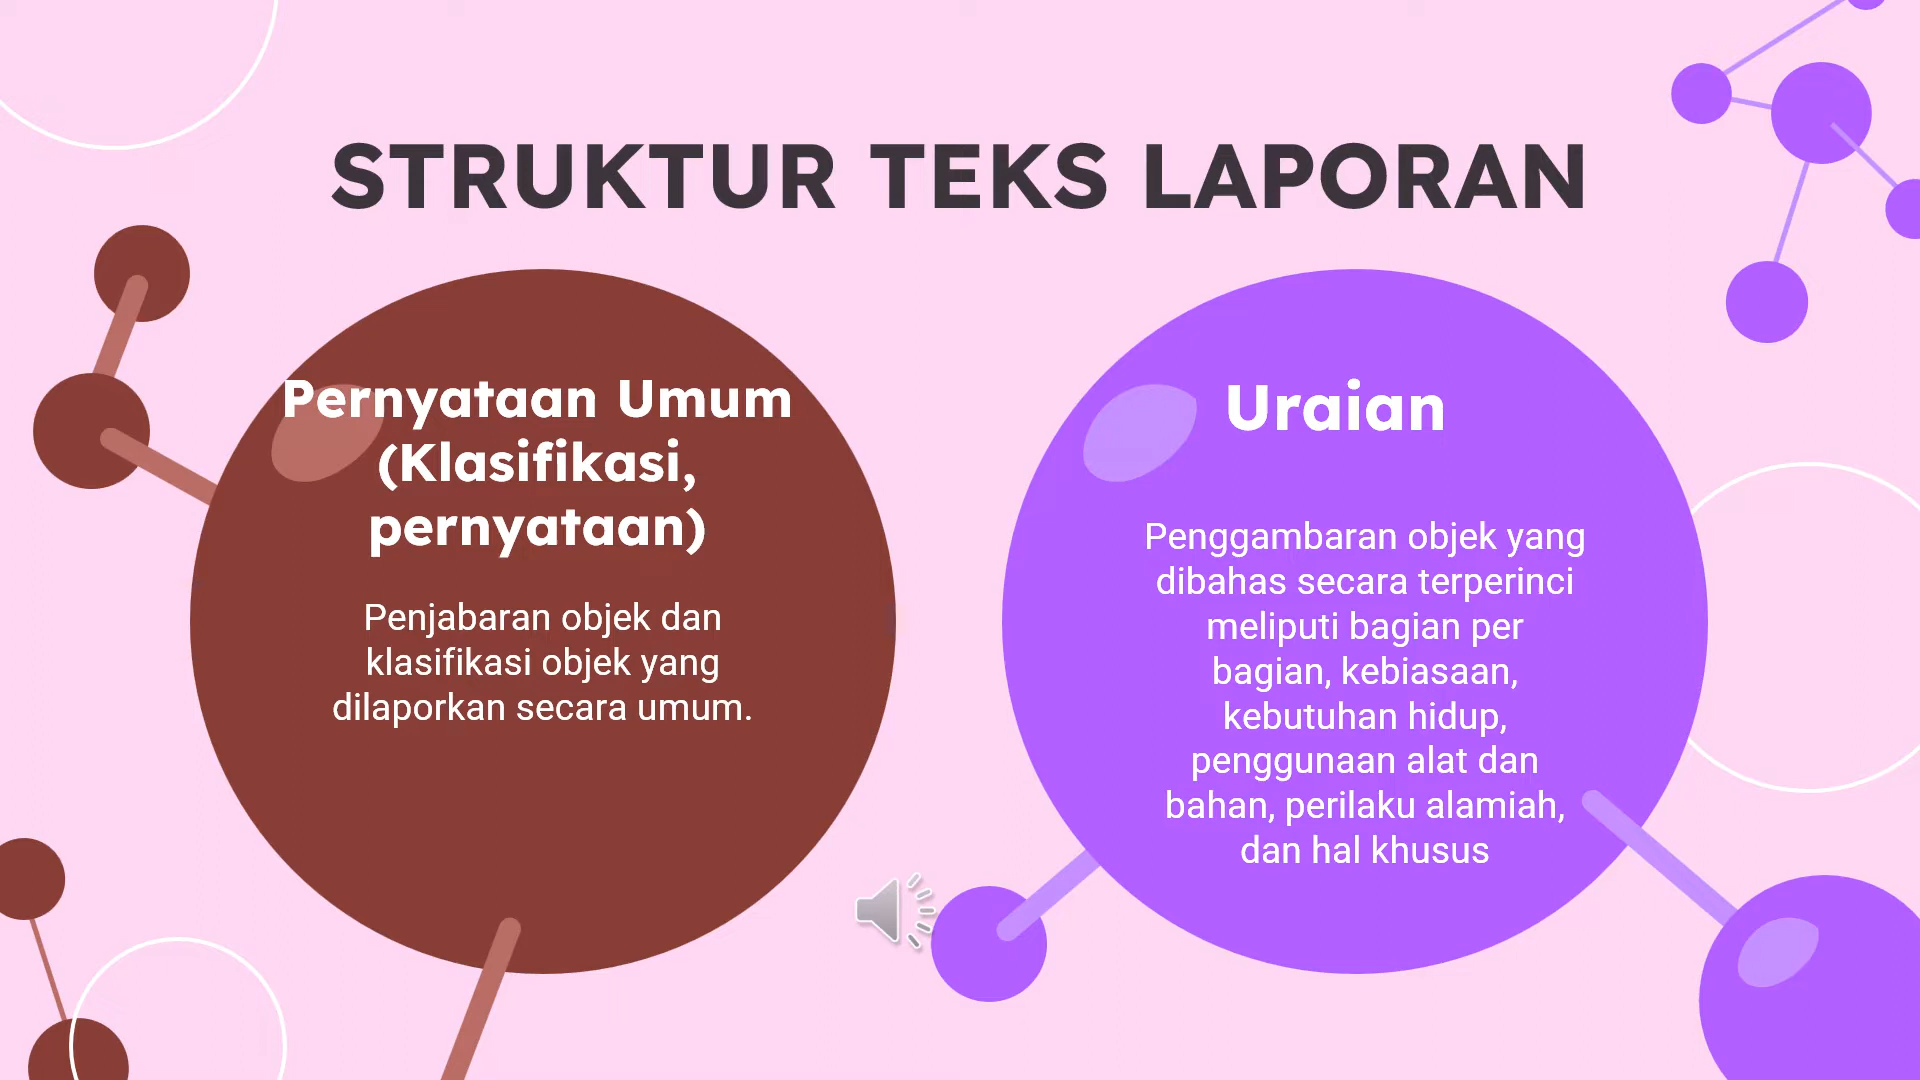 STRUKTUR TEKS LAPORAN
Pernyataan Umum
(Klasifikasi,
pernyataan)
Penjabaran objek dan
klasifikasi objek yang
dilaporkan secara umum.
Uraian
Penggambaran objek yang
dibahas secara terperinci
meliputi bagian per
bagian, kebiasaan,
kebutuhan hidup,
penggunaan alat dan
bahan, perilaku alamiah,
dan hal khusus